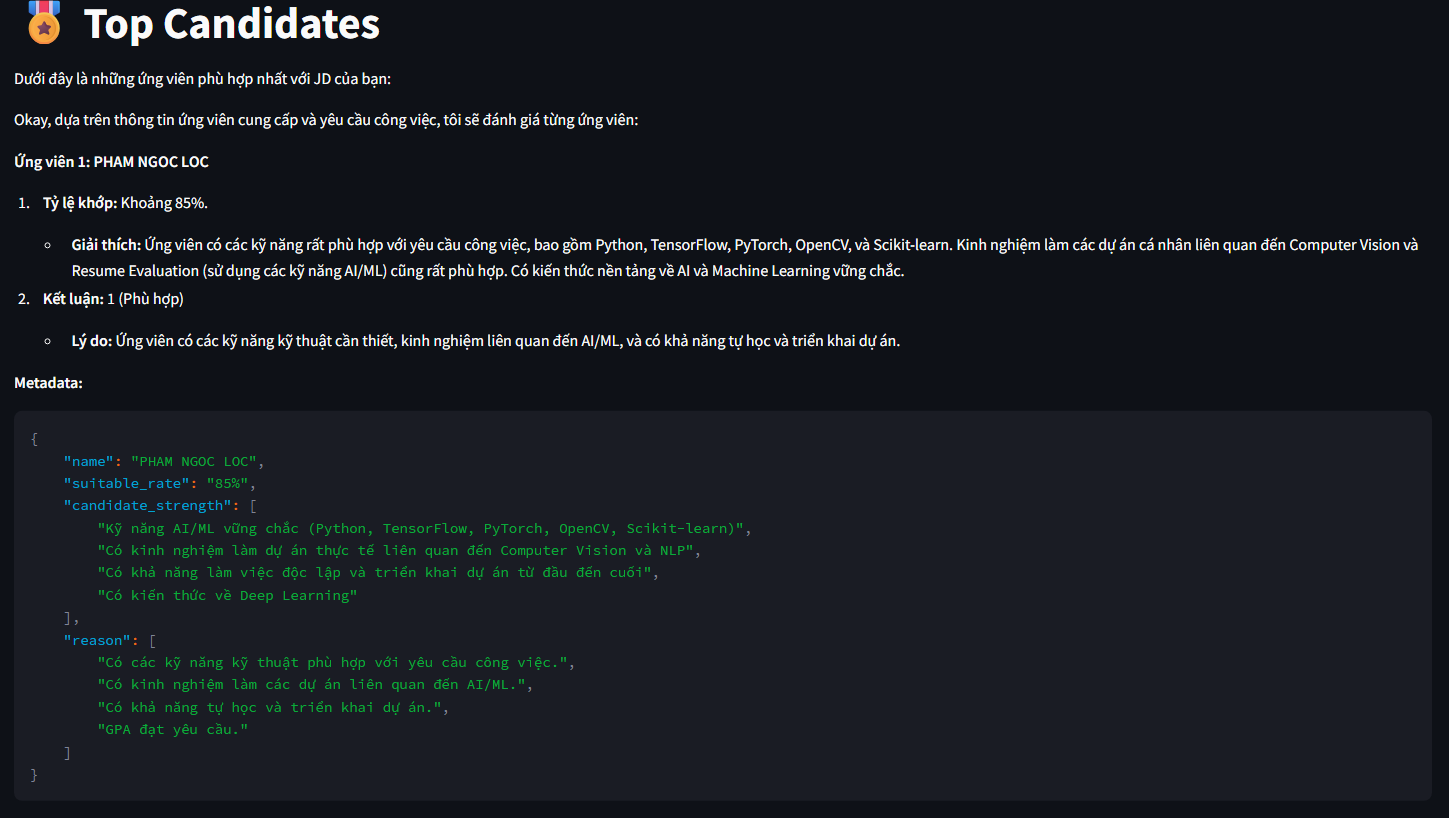 Top Candidates
Dưới đây là những ứng viên phù hợp nhất với JD của bạn:
Okay, dựa trên thông tin ứng viên cung cấp và yêu cầu công việc, tôi sẽ đánh giá từng ứng viên:
Ứng viên 1: PHAM NGOC LOC
1. Tỷ lệ khớp: Khoảng 85%.
Giải thích: Ứng viên có các kỹ năng rất phù hợp với yêu cầu công việc, bao gồm Python, TensorFlow, PyTorch, OpenCV, và Scikit-learn. Kinh nghiệm làm các dự án cá nhân liên quan đến Computer Vision và
Resume Evaluation (sử dụng các kỹ năng AI/ML) cũng rất phù hợp. Có kiến thức nền tảng về AI và Machine Learning vững chắc.
2. Kết luận: 1 (Phù hợp)
Lý do: Ứng viên có các kỹ năng kỹ thuật cần thiết, kinh nghiệm liên quan đến AI/ML, và có khả năng tự học và triển khai dự án.
Metadata:
{
"name": "PHAM NGOC LOC",
"suitable_rate": "85%",
"candidate_strength": [
"Kỹ năng AI/ML vững chắc (Python, TensorFlow, PyTorch, OpenCV, Scikit-learn)",
"Có kinh nghiệm làm dự án thực tế liên quan đến Computer Vision và NLP",
"Có khả năng làm việc độc lập và triển khai dự án từ đầu đến cuối",
"Có kiến thức về Deep Learning"
],
"reason": [
"Có các kỹ năng kỹ thuật phù hợp với yêu cầu công việc.",
"Có kinh nghiệm làm các dự án liên quan đến AI/ML.",
"Có khả năng tự học và triển khai dự án.",
"GPA đạt yêu cầu."
]
}